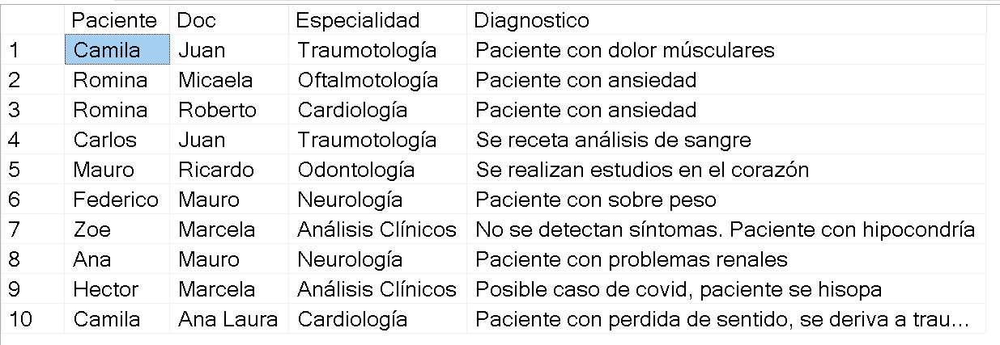 Paciente Doc Especialidad Diagnostico
1 Camila Juan Traumotología Paciente con dolor músculares
2 Romina Micaela Oftalmotología Paciente con ansiedad
3 Romina Roberto Cardiología Paciente con ansiedad
4 Carlos Juan Traumotología Se receta análisis de sangre
5 Mauro Ricardo Odontología Se realizan estudios en el corazón
6 Federico Mauro Neurología Paciente con sobre peso
7 Zoe Marcela Análisis Clínicos No se detectan síntomas. Paciente con hipocondría
8 Ana Mauro Neurología Paciente con problemas renales
9 Hector Marcela Análisis Clínicos Posible caso de covid, paciente se hisopa
10 Camila Ana Laura Cardiología Paciente con perdida de sentido, se deriva a trau...